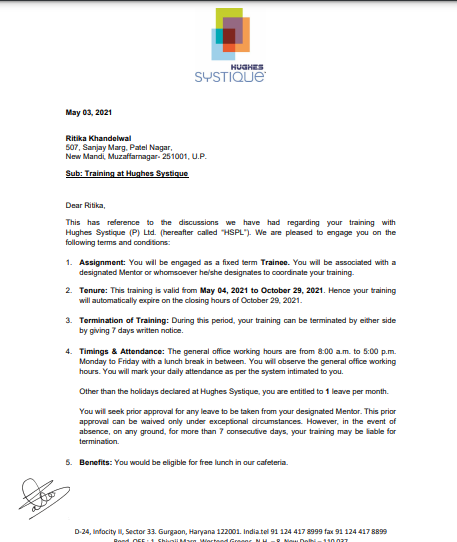 HUGHES
SYSTIQUE
May 03, 2021
Ritika Khandelwal
507, Sanjay Marg, Patel Nagar,
New Mandi, Muzaffarnagar- 251001, U.P.
Sub: Training at Hughes Systique
Dear Ritika,
This has reference to the discussions we have had regarding your training with
Hughes Systique (P) Ltd. (hereafter called "HSPL"). We are pleased to engage you on the
following terms and conditions:
1. Assignment: You will be engaged as a fixed term Trainee. You will be associated with a
designated Mentor or whomsoever he/she designates to coordinate your training.
2. Tenure: This training is valid from May 04, 2021 to October 29, 2021. Hence your training
will automatically expire on the closing hours of October 29, 2021.
3. Termination of Training: During this period, your training can be terminated by either side
by giving 7 days written notice.
4. Timings & Attendance: The general office working hours are from 8:00 a.m. to 5:00 p.m.
Monday to Friday with a lunch break in between. You will observe the general office working
hours. You will mark your daily attendance as per the system intimated to you.
Other than the holidays declared at Hughes Systique, you are entitled to 1 leave per month.
You will seek prior approval for any leave to be taken from your designated Mentor. This prior
approval can be waived only under exceptional circumstances. However, in the event of
absence, on any ground, for more than 7 consecutive days, your training may be liable for
termination.
5. Benefits: You would be eligible for free lunch in our cafeteria.
D-24, Infocity II, Sector 33. Gurgaon, Haryana 122001. India.tel 91 124 417 8999 fax 91 124 417 8899
OFF.: 1, Shivaji Marg, Westend Greens, N.H. – 8, New Delhi – 110 037